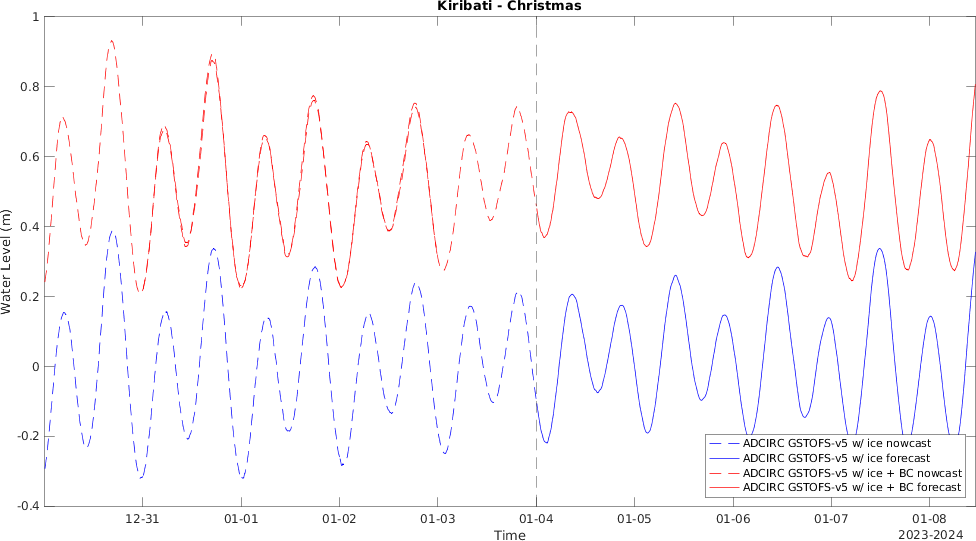 Kiribati - Christmas
1
0.8
0.6
0.4
0.2
0
-0.2
-0.4
Water Level (m)
ADCIRC GSTOFS-v5 w/ ice nowcast
ADCIRC GSTOFS-v5 w/ ice forecast
ADCIRC GSTOFS-v5 w/ ice + BC nowcast
ADCIRC GSTOFS-v5 w/ ice + BC forecast
12-31 01-01 01-02 01-03 01-04 01-05 01-06 01-07 01-08
Time
2023-2024